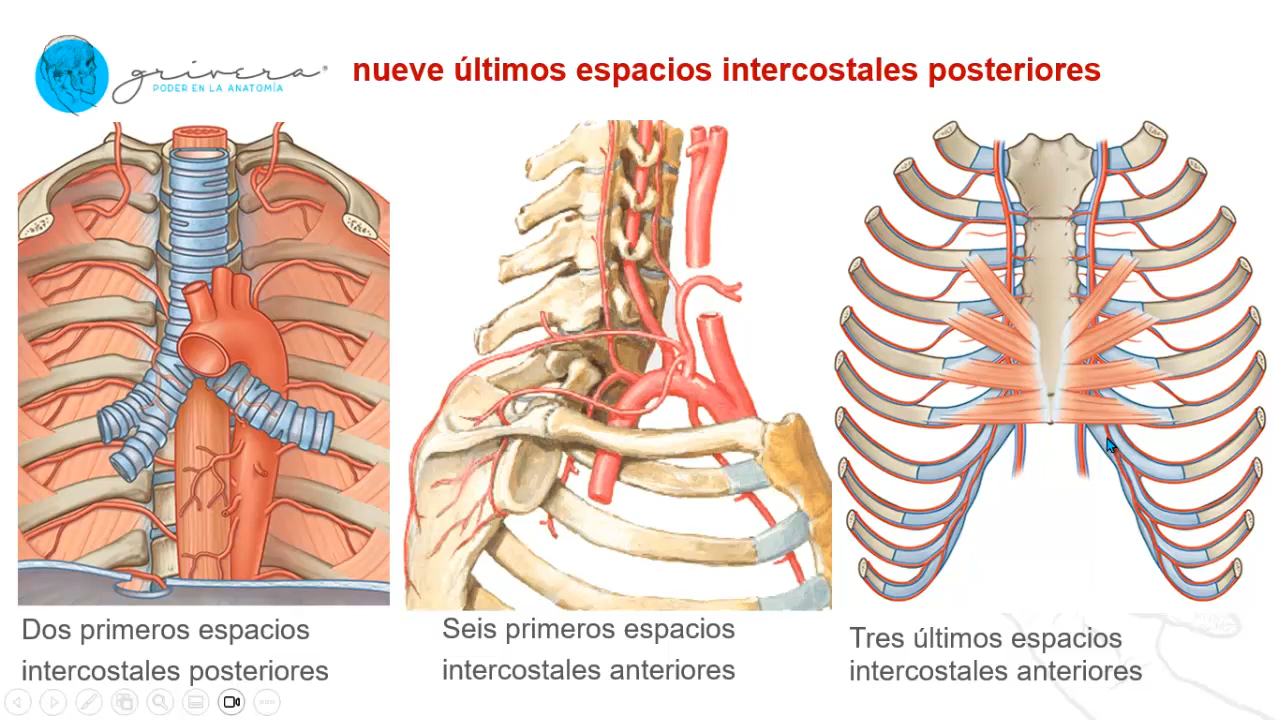 grivera®
PODER EN LA ANATOMÍA
nueve últimos espacios intercostales posteriores
Dos primeros espacios
intercostales posteriores
Seis primeros espacios
intercostales anteriores
Tres últimos espacios
intercostales anteriores